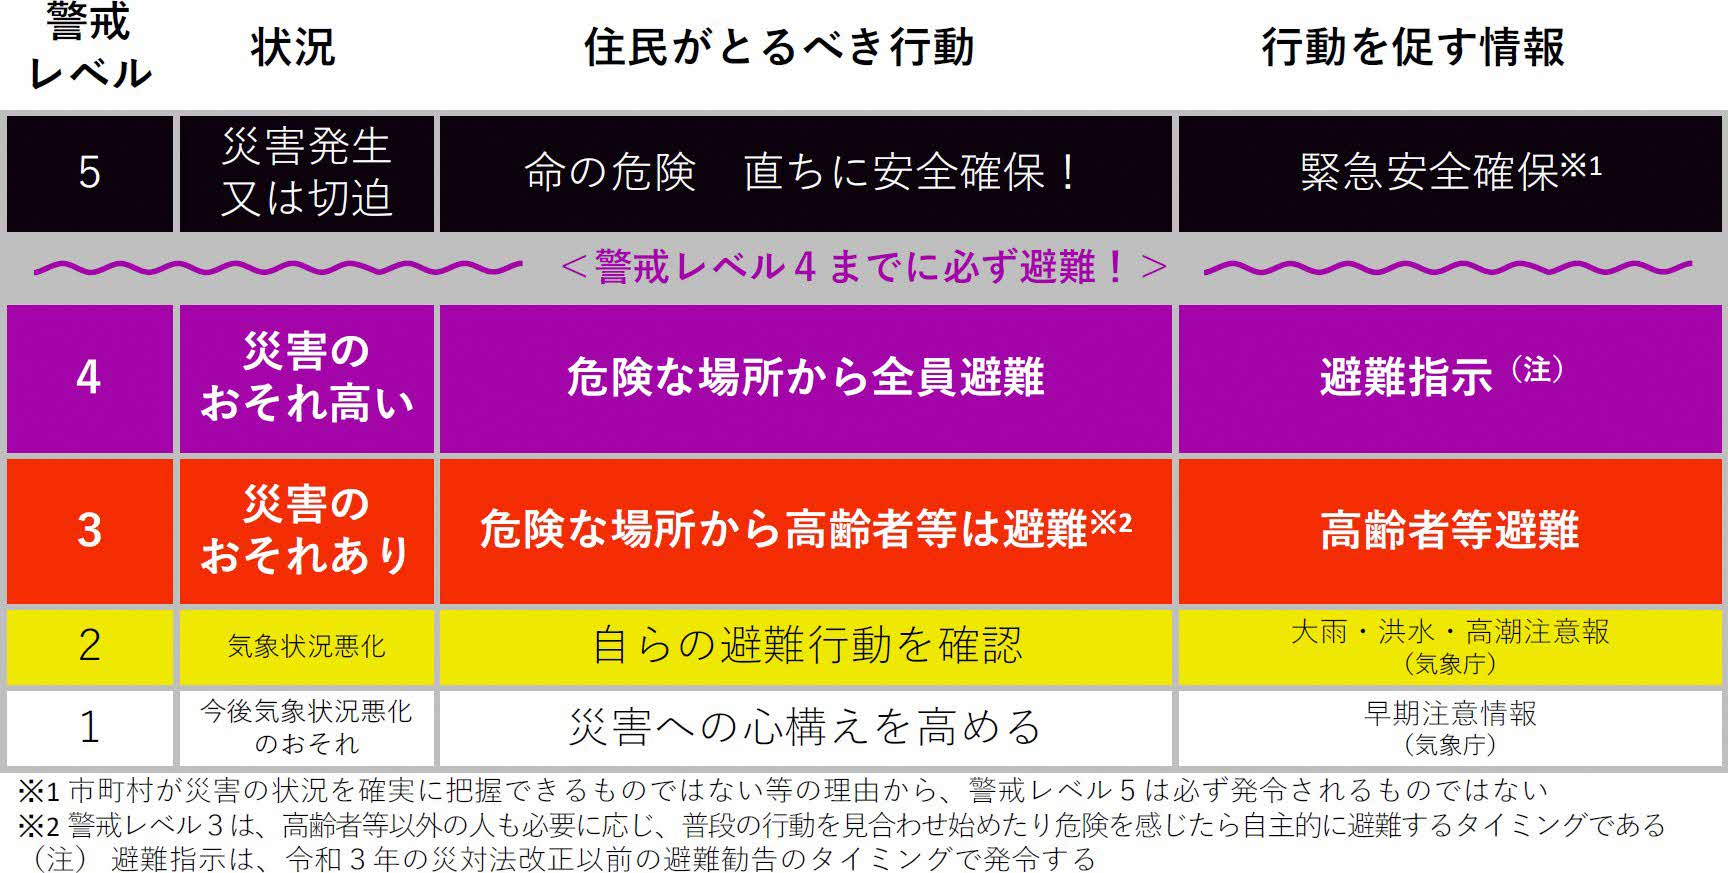 警戒
レベル
状況
住民がとるべき行動
行動を促す情報
5
災害発生
又は切迫
命の危険　直ちに安全確保！
緊急安全確保※1
＜警戒レベル４までに必ず避難！＞
4
災害の
おそれ高い
危険な場所から全員避難
避難指示（注）
3
災害の
おそれあり
危険な場所から高齢者等は避難※2
高齢者等避難
2
気象状況悪化
自らの避難行動を確認
大雨・洪水・高潮注意報
（気象庁）
1
今後気象状況悪化
のおそれ
災害への心構えを高める
早期注意情報
（気象庁）
※1 市町村が災害の状況を確実に把握できるものではない等の理由から、警戒レベル５は必ず発令されるものではない
※2 警戒レベル３は、高齢者等以外の人も必要に応じ、普段の行動を見合わせ始めたり危険を感じたら自主的に避難するタイミングである
（注） 避難指示は、令和３年の災対法改正以前の避難勧告のタイミングで発令する